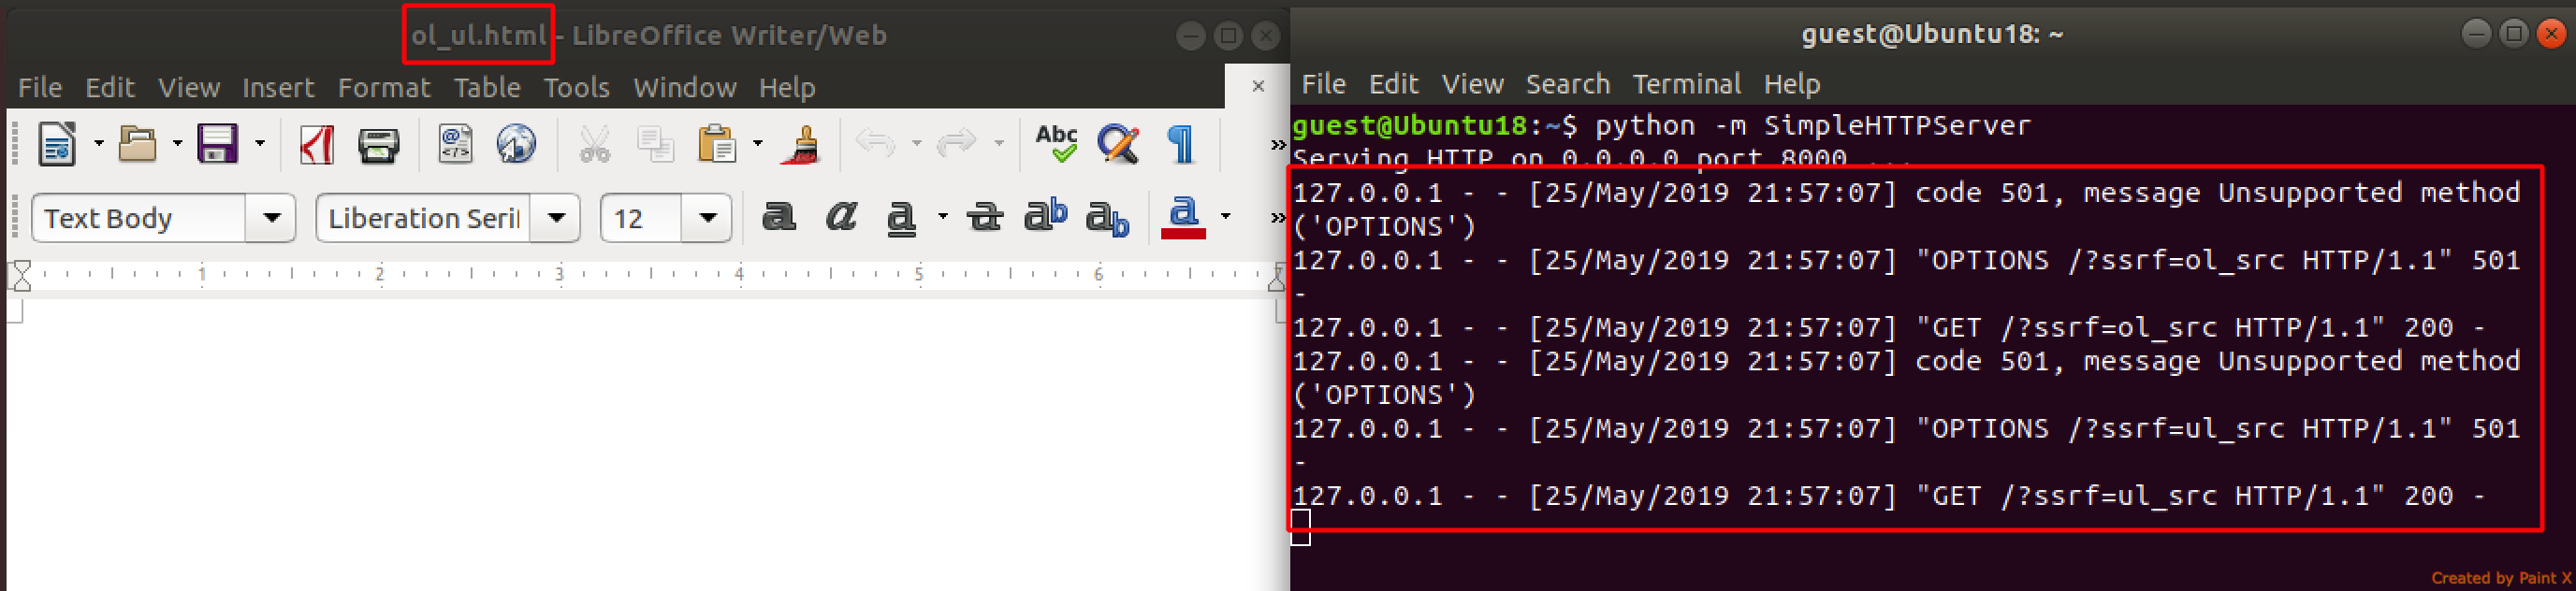 ol_ul.html - LibreOffice Writer/Web
File Edit View Insert Format Table Tools Window Help
Abc
Text Body
Liberation Seri
12
1 2 3 4 5 6 7
guest@Ubuntu18: ~
File Edit View Search Terminal Help
guest@Ubuntu18:~$ python -m SimpleHTTPServer
Serving HTTP on 0.0.0.0 port 8000 ...
127.0.0.1 - - [25/May/2019 21:57:07] code 501, message Unsupported method
('OPTIONS')
127.0.0.1 - - [25/May/2019 21:57:07] "OPTIONS /?ssrf=ol_src HTTP/1.1" 501
-
127.0.0.1 - - [25/May/2019 21:57:07] "GET /?ssrf=ol_src HTTP/1.1" 200 -
127.0.0.1 - - [25/May/2019 21:57:07] code 501, message Unsupported method
('OPTIONS')
127.0.0.1 - - [25/May/2019 21:57:07] "OPTIONS /?ssrf=ul_src HTTP/1.1" 501
-
127.0.0.1 - - [25/May/2019 21:57:07] "GET /?ssrf=ul_src HTTP/1.1" 200 -
Created by Paint X